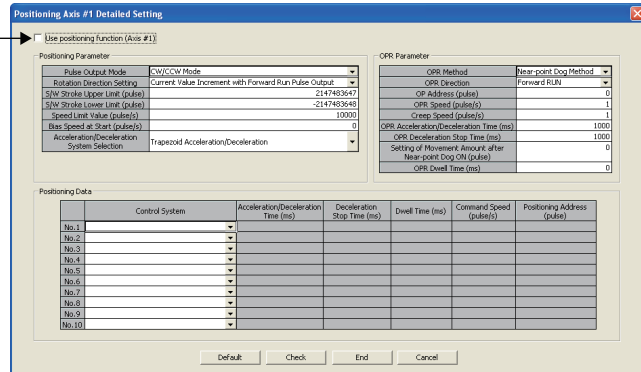 Positioning Axis #1 Detailed Setting
Use positioning function (Axis #1)
Positioning Parameter
Pulse Output Mode CW/CCW Mode
Rotation Direction Setting Current Value Increment with Forward Run Pulse Output
S/W Stroke Upper Limit (pulse) 2147483647
S/W Stroke Lower Limit (pulse) -2147483648
Speed Limit Value (pulse/s) 10000
Bias Speed at Start (pulse/s) 0
Acceleration/Deceleration
System Selection
Trapezoid Acceleration/Deceleration
OPR Parameter
OPR Method Near-point Dog Method
OPR Direction Forward RUN
OP Address (pulse) 0
OPR Speed (pulse/s) 1
Creep Speed (pulse/s) 1
OPR Acceleration/Deceleration Time (ms) 1000
OPR Deceleration Stop Time (ms) 1000
Setting of Movement Amount after
Near-point Dog ON (pulse)
0
OPR Dwell Time (ms) 0
Positioning Data
Control System
Acceleration/Deceleration
Time (ms)
Deceleration
Stop Time (ms)
Dwell Time (ms)
Command Speed
(pulse/s)
Positioning Address
(pulse)
No.1
No.2
No.3
No.4
No.5
No.6
No.7
No.8
No.9
No.10
Default Check End Cancel